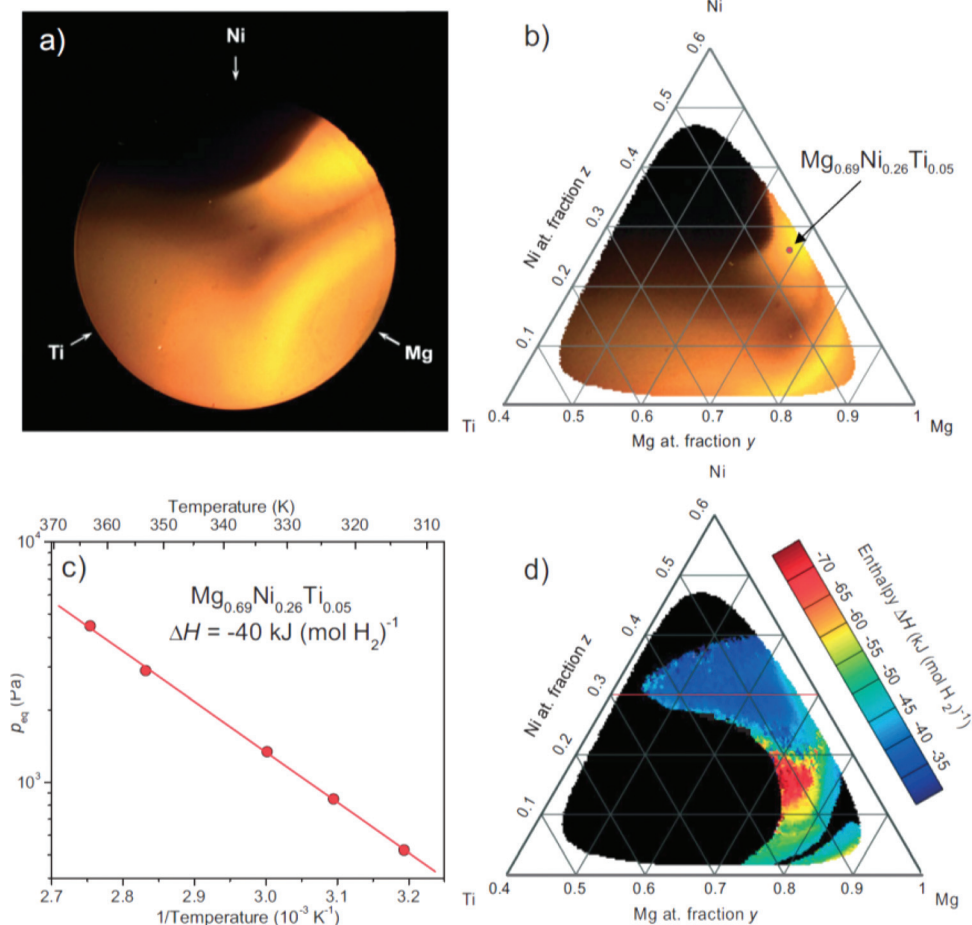 a)
Ni
Ti
Mg
b)
Ni
0.6
0.5
0.4
0.3
0.2
0.1
Ni at. fraction z
Mg₀.₆₉Ni₀.₂₆Ti₀.₀₅
0.4 0.5 0.6 0.7 0.8 0.9 1
Ti
Mg at. fraction y
Mg
Temperature (K)
370 360 350 340 330 320 310
10⁴
10³
p_eq (Pa)
c)
Mg₀.₆₉Ni₀.₂₆Ti₀.₀₅
ΔH = -40 kJ (mol H₂)⁻¹
2.7 2.8 2.9 3.0 3.1 3.2
1/Temperature (10⁻³ K⁻¹)
d)
Ni
0.6
0.5
0.4
0.3
0.2
0.1
Ni at. fraction z
Enthalpy ΔH (kJ (mol H₂)⁻¹)
-70
-65
-60
-55
-50
-45
-40
-35
0.4 0.5 0.6 0.7 0.8 0.9 1
Ti
Mg at. fraction y
Mg